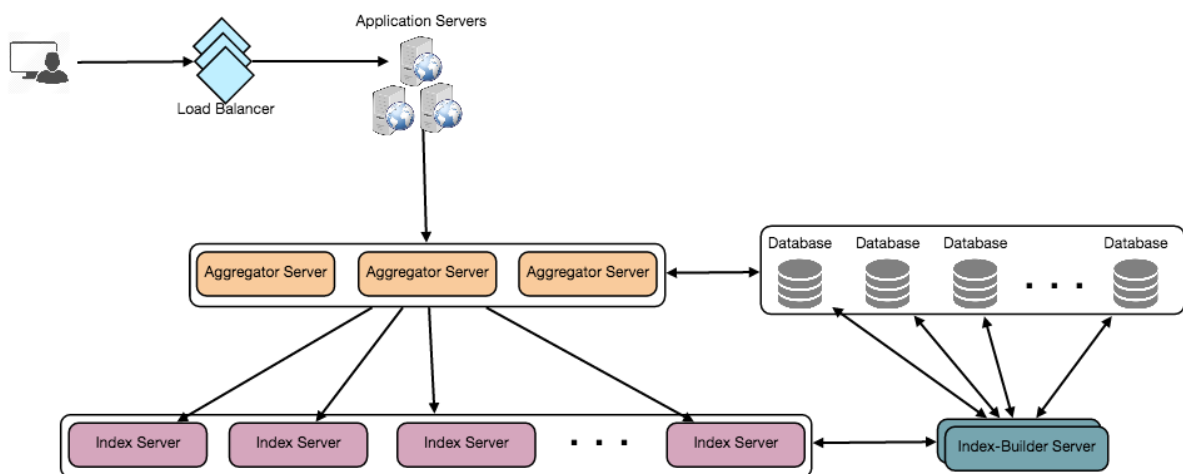 Application Servers
Load Balancer
Database
Database
Database
Database
Aggregator Server
Aggregator Server
Aggregator Server
Index Server
Index Server
Index Server
Index Server
Index-Builder Server